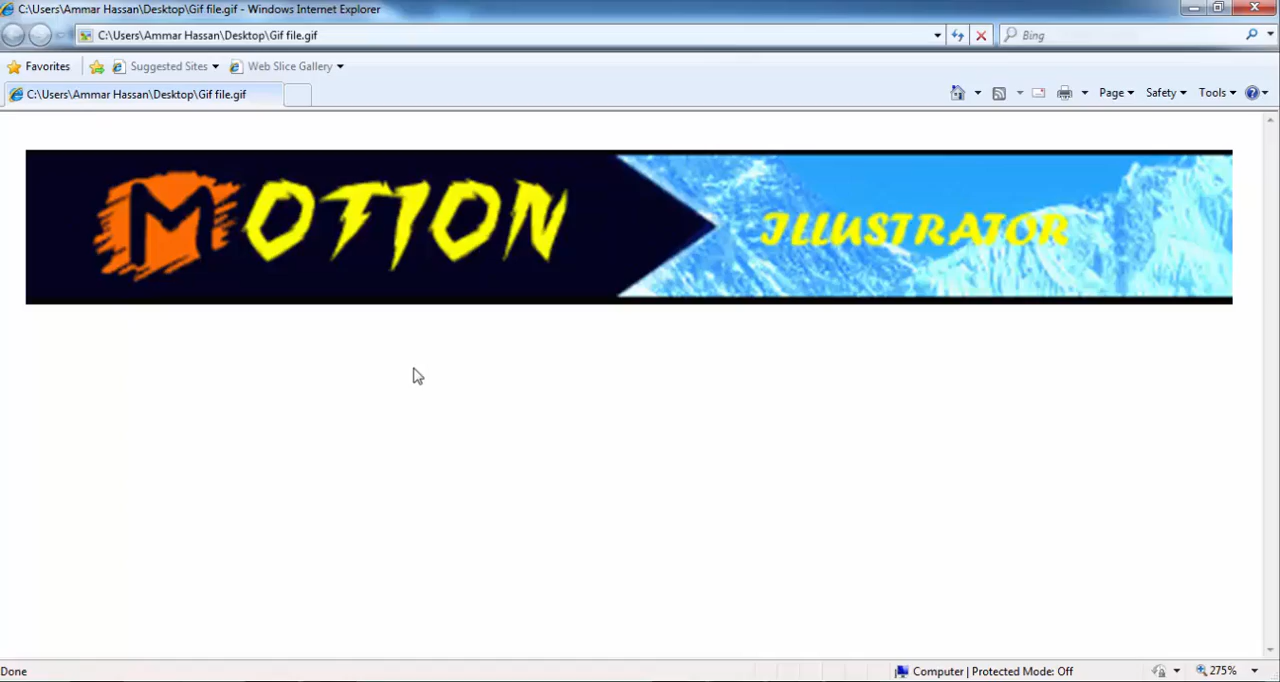 C:\Users\Ammar Hassan\Desktop\Gif file.gif - Windows Internet Explorer
C:\Users\Ammar Hassan\Desktop\Gif file.gif
Bing
Favorites
Suggested Sites
Web Slice Gallery
C:\Users\Ammar Hassan\Desktop\Gif file.gif
Page
Safety
Tools
MOTION
ILLUSTRATOR
Done
Computer | Protected Mode: Off
275%